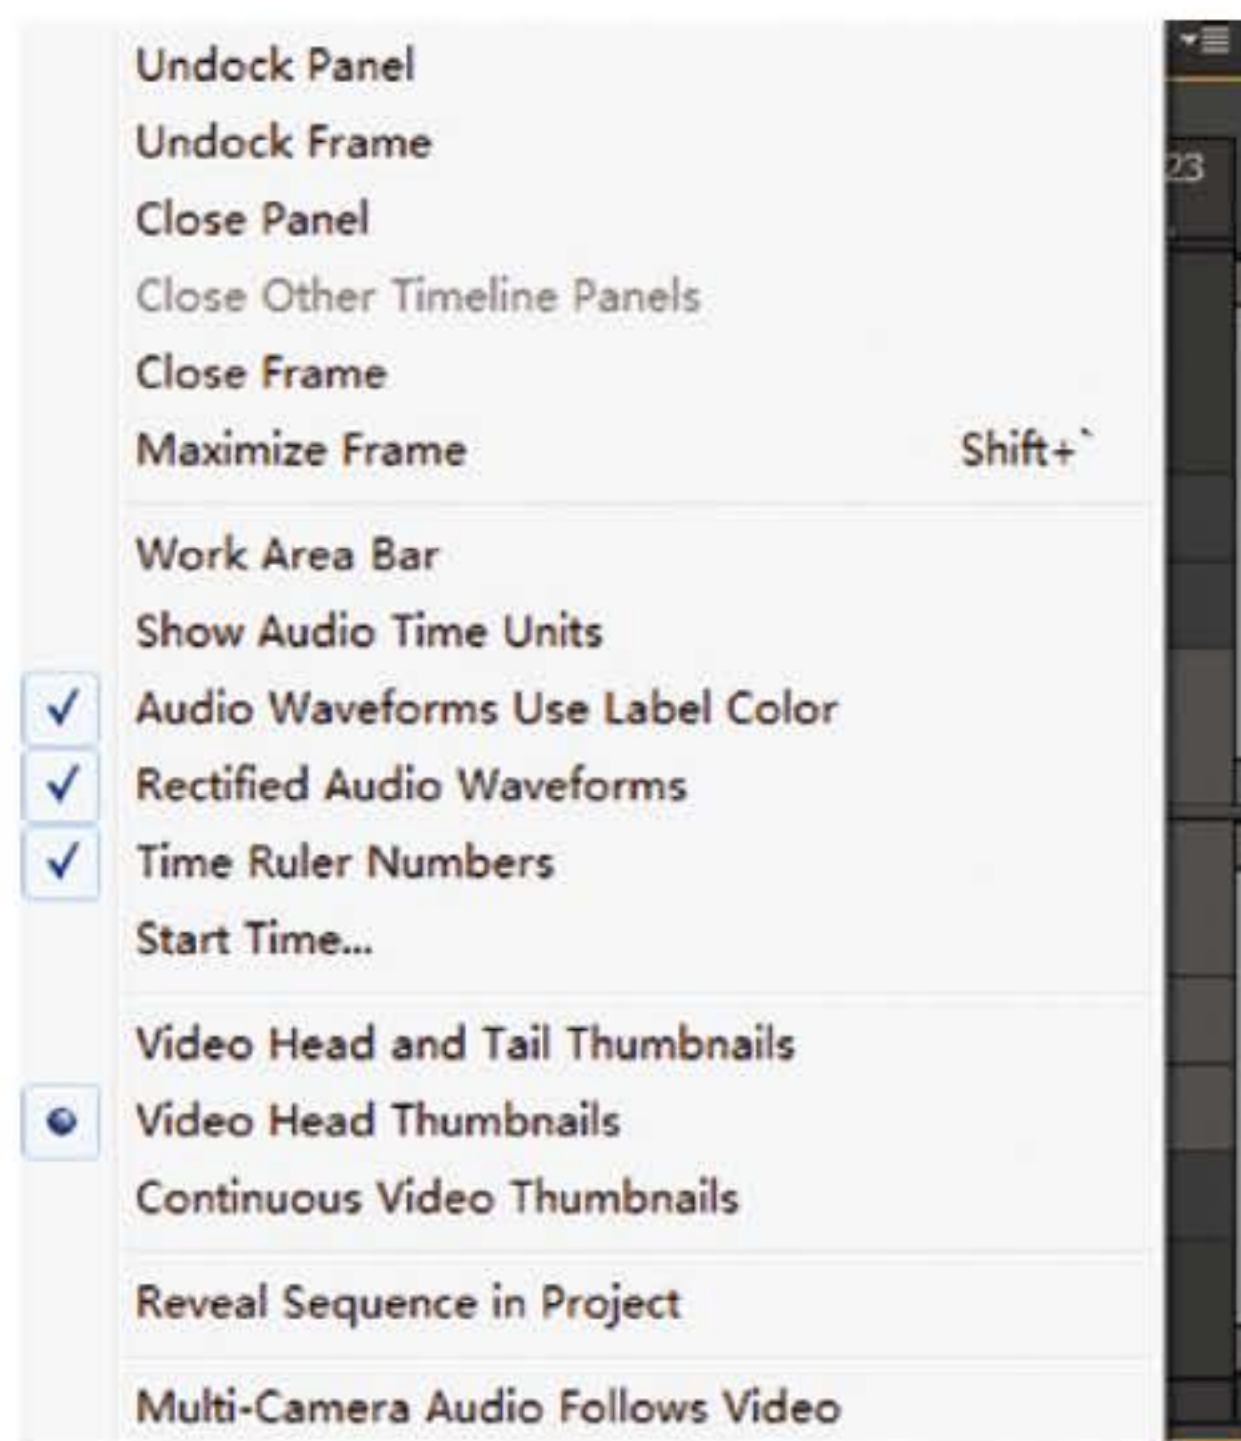 Undock Panel
Undock Frame
Close Panel
Close Other Timeline Panels
Close Frame
Maximize Frame Shift+`
Work Area Bar
Show Audio Time Units
Audio Waveforms Use Label Color
Rectified Audio Waveforms
Time Ruler Numbers
Start Time...
Video Head and Tail Thumbnails
Video Head Thumbnails
Continuous Video Thumbnails
Reveal Sequence in Project
Multi-Camera Audio Follows Video
23